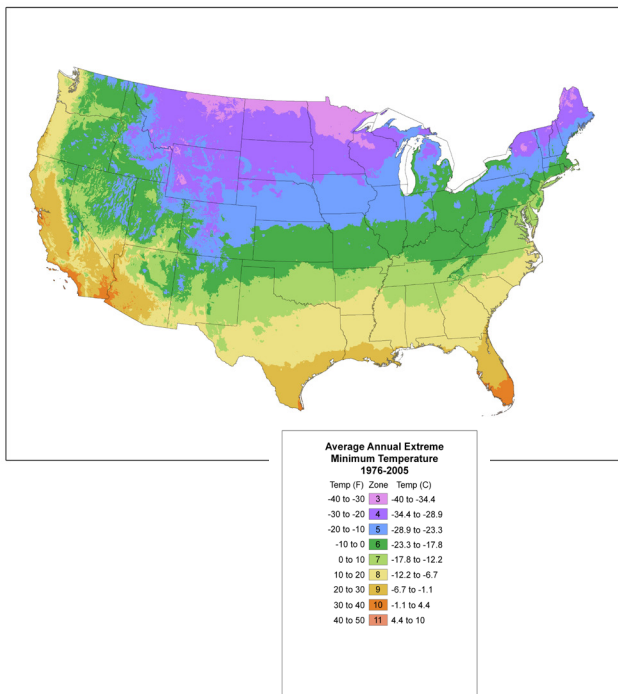 Average Annual Extreme
Minimum Temperature
1976-2005
Temp (F) Zone Temp (C)
-40 to -30 3 -40 to -34.4
-30 to -20 4 -34.4 to -28.9
-20 to -10 5 -28.9 to -23.3
-10 to 0 6 -23.3 to -17.8
0 to 10 7 -17.8 to -12.2
10 to 20 8 -12.2 to -6.7
20 to 30 9 -6.7 to -1.1
30 to 40 10 -1.1 to 4.4
40 to 50 11 4.4 to 10